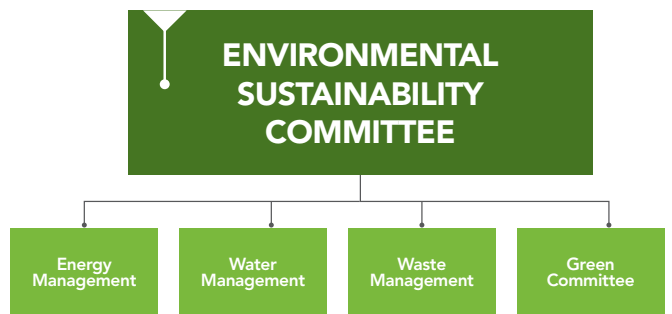 ENVIRONMENTAL
SUSTAINABILITY
COMMITTEE
Energy
Management
Water
Management
Waste
Management
Green
Committee